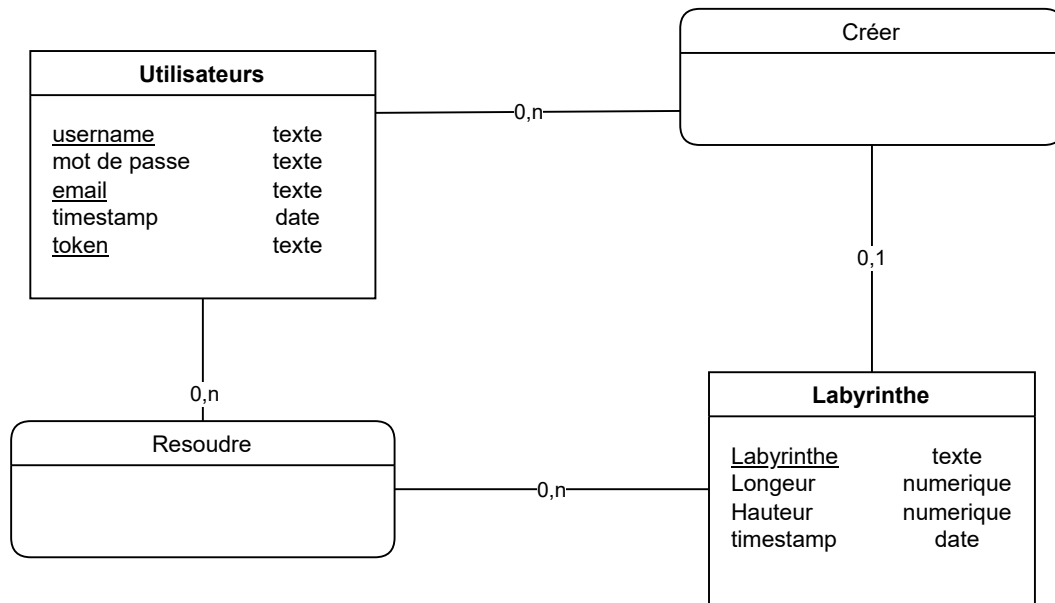 Créer
Utilisateurs
username texte
mot de passe texte
email texte
timestamp date
token texte
0,n
0,1
0,n
Resoudre
0,n
Labyrinthe
Labyrinthe texte
Longeur numerique
Hauteur numerique
timestamp date